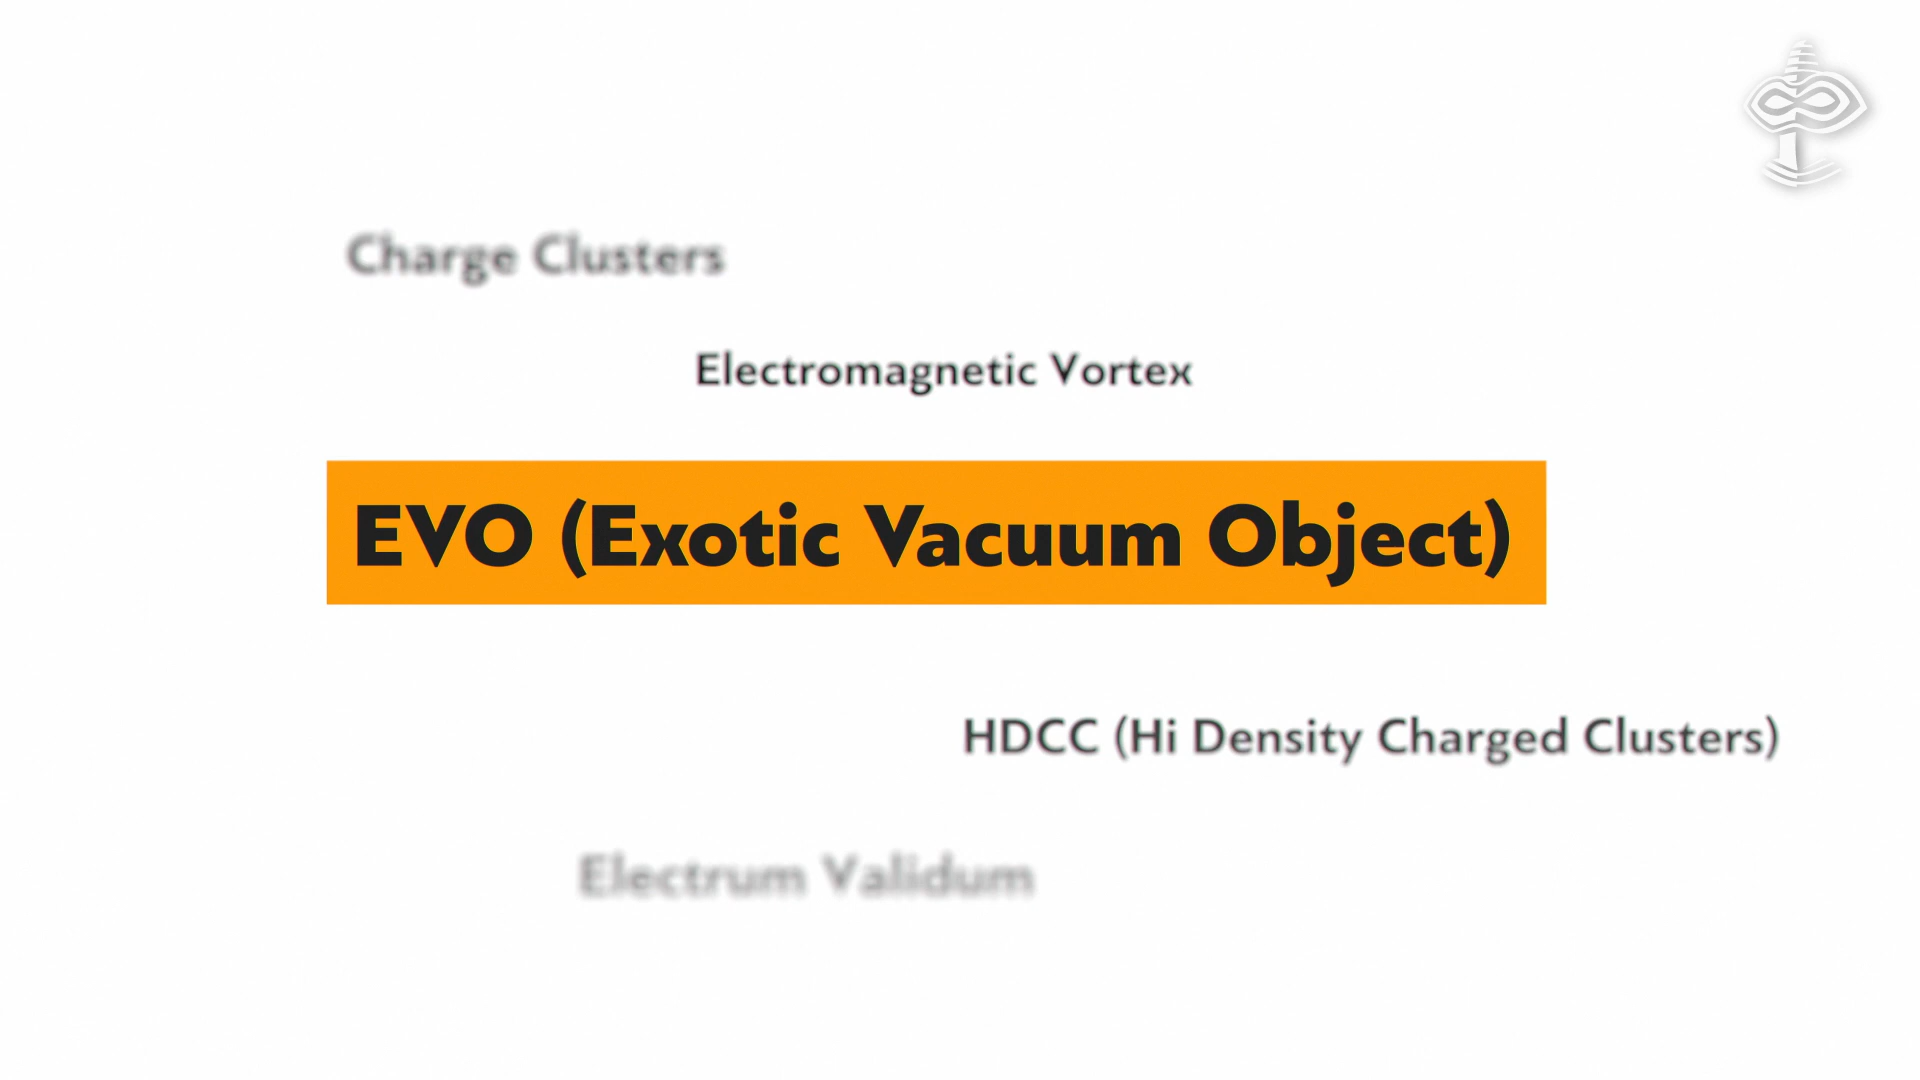 Charge Clusters
Electromagnetic Vortex
EVO (Exotic Vacuum Object)
HDCC (Hi Density Charged Clusters)
Electrum Validum